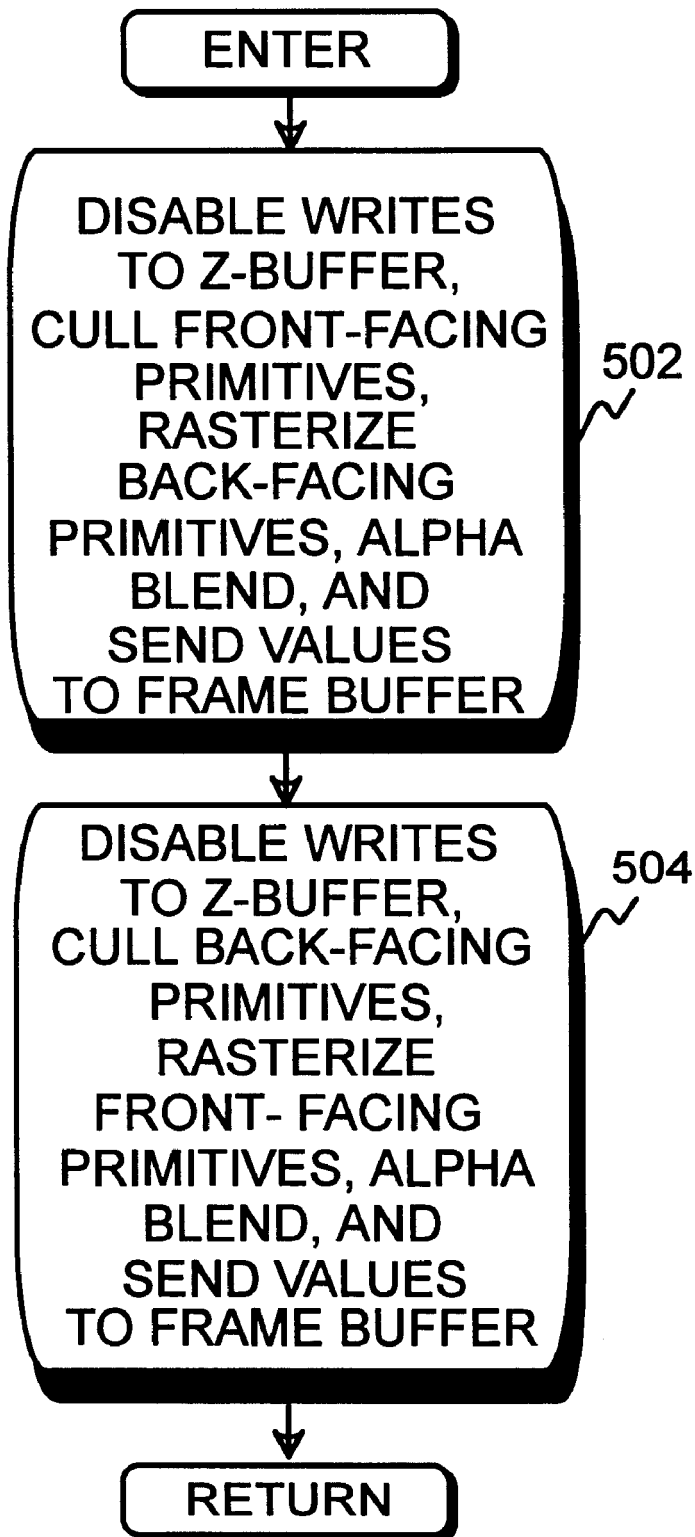 ENTER
DISABLE WRITES
TO Z-BUFFER,
CULL FRONT-FACING
PRIMITIVES,
RASTERIZE
BACK-FACING
PRIMITIVES, ALPHA
BLEND, AND
SEND VALUES
TO FRAME BUFFER
502
DISABLE WRITES
TO Z-BUFFER,
CULL BACK-FACING
PRIMITIVES,
RASTERIZE
FRONT- FACING
PRIMITIVES, ALPHA
BLEND, AND
SEND VALUES
TO FRAME BUFFER
504
RETURN